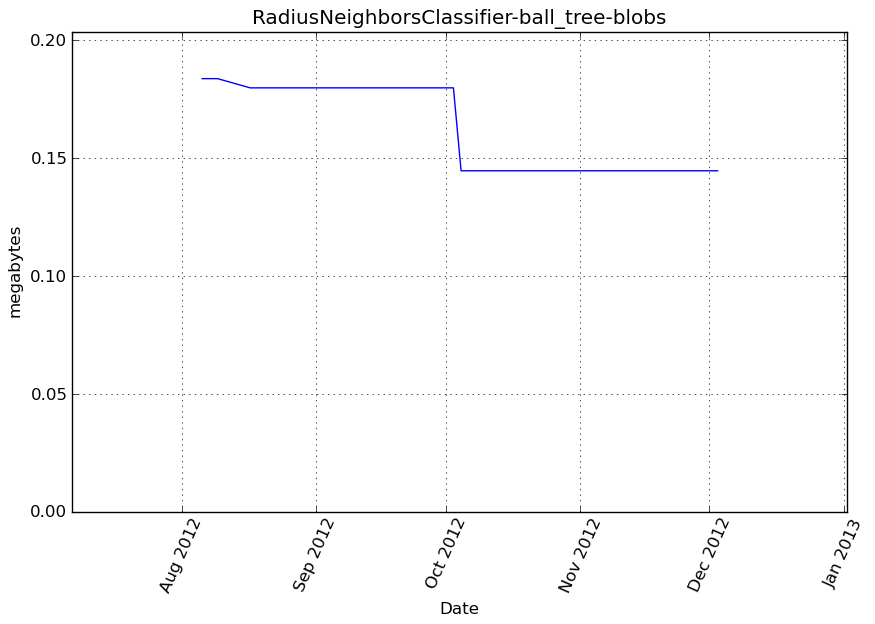 RadiusNeighborsClassifier-ball_tree-blobs
0.20
0.15
0.10
0.05
0.00
megabytes
Aug 2012
Sep 2012
Oct 2012
Nov 2012
Dec 2012
Jan 2013
Date